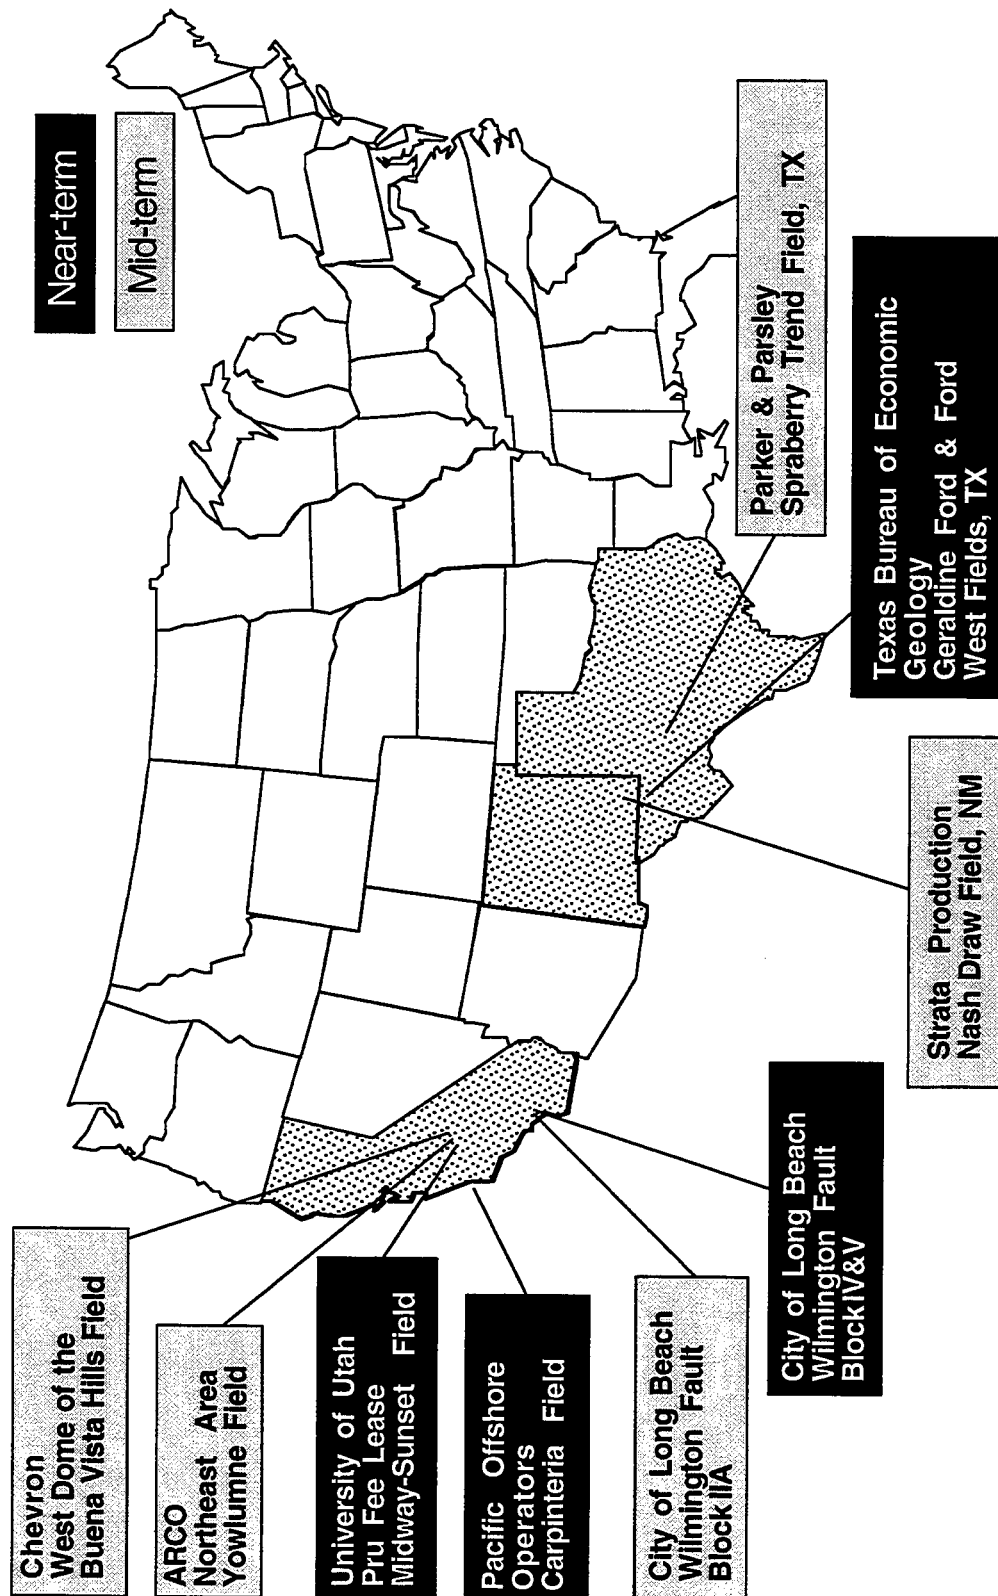 Near-term
Mid-term
Chevron
West Dome of the
Buena Vista Hills Field
ARCO
Northeast Area
Yowlumne Field
University of Utah
Pru Fee Lease
Midway-Sunset Field
Pacific Offshore
Operators
Carpinteria Field
City of Long Beach
Wilmington Fault
Block IIA
City of Long Beach
Wilmington Fault
Block IV&V
Strata Production
Nash Draw Field, NM
Texas Bureau of Economic
Geology
Geraldine Ford & Ford
West Fields, TX
Parker & Parsley
Spraberry Trend Field, TX